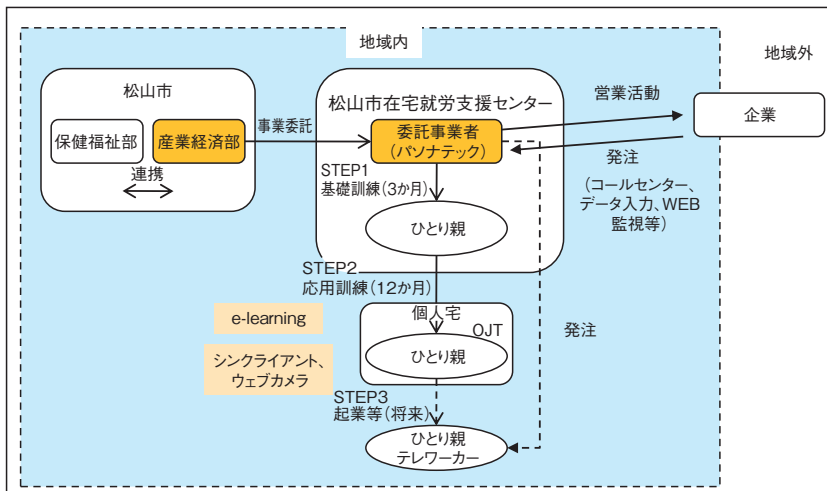 地域内
地域外
松山市
保健福祉部
産業経済部
連携
事業委託
松山市在宅就労支援センター
委託事業者
(パソナテック)
営業活動
企業
発注
(コールセンター、
データ入力、WEB
監視等)
STEP1
基礎訓練(3か月)
ひとり親
STEP2
応用訓練(12か月)
e-learning
個人宅
OJT
ひとり親
シンクライアント、
ウェブカメラ
発注
STEP3
起業等(将来)
ひとり親
テレワーカー